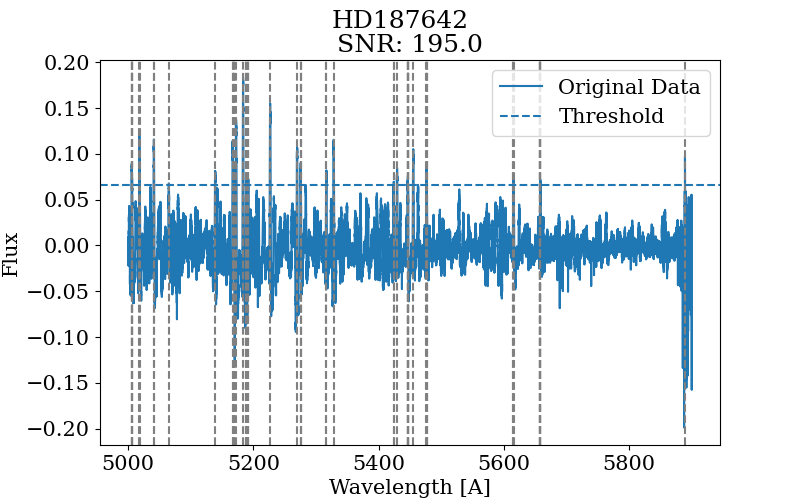 HD187642
SNR: 195.0
Original Data
Threshold
Flux
0.20
0.15
0.10
0.05
0.00
−0.05
−0.10
−0.15
−0.20
5000 5200 5400 5600 5800
Wavelength [A]